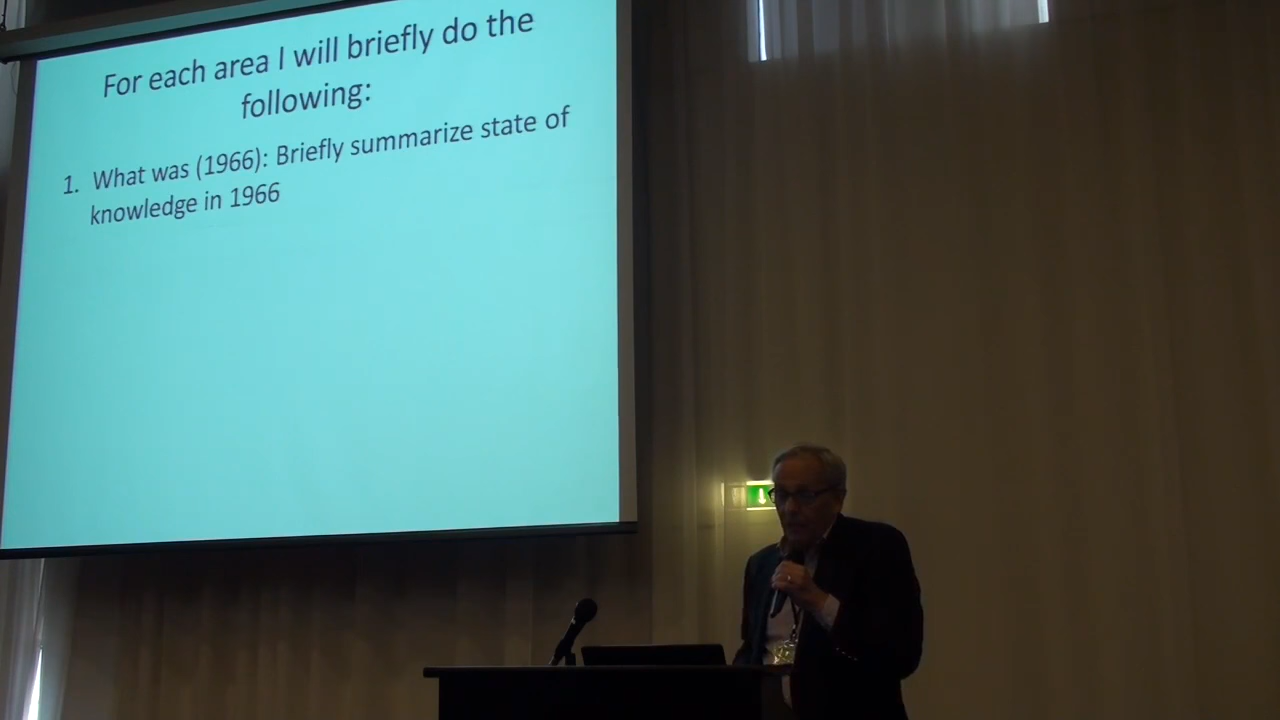 For each area I will briefly do the
following:
1. What was (1966): Briefly summarize state of
knowledge in 1966